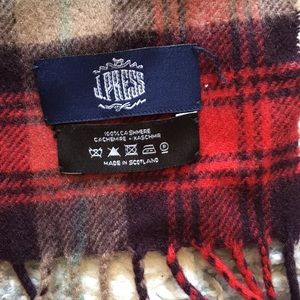 J. PRESS
100% CASHMERE
CACHEMIRE • KASCHMIR
MADE IN SCOTLAND